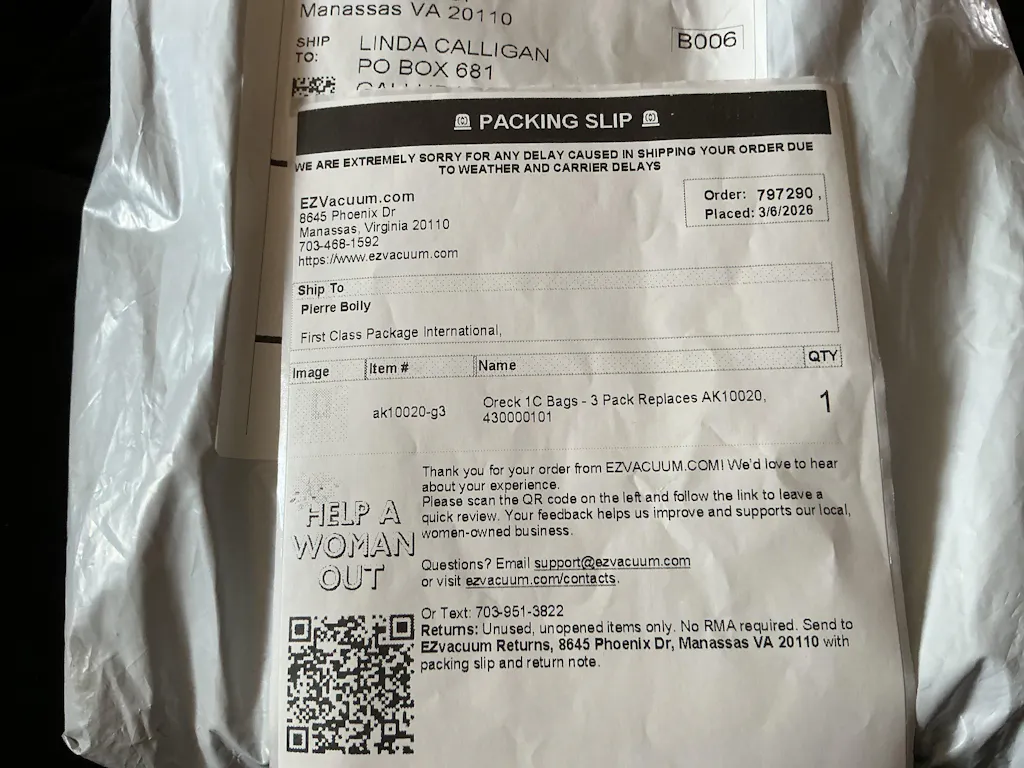 Manassas VA 20110
SHIP TO:
LINDA CALLIGAN
PO BOX 681
B006
PACKING SLIP
WE ARE EXTREMELY SORRY FOR ANY DELAY CAUSED IN SHIPPING YOUR ORDER DUE
TO WEATHER AND CARRIER DELAYS
EZVacuum.com
8645 Phoenix Dr
Manassas, Virginia 20110
703-468-1592
https://www.ezvacuum.com
Order: 797290 ,
Placed: 3/6/2026
Ship To
Pierre Bolly
First Class Package International,
Image Item # Name QTY
ak10020-g3
Oreck 1C Bags - 3 Pack Replaces AK10020,
430000101
1
HELP A
WOMAN
OUT
Thank you for your order from EZVACUUM.COM! We'd love to hear
about your experience.
Please scan the QR code on the left and follow the link to leave a
quick review. Your feedback helps us improve and supports our local,
women-owned business.
Questions? Email support@ezvacuum.com
or visit ezvacuum.com/contacts.
Or Text: 703-951-3822
Returns: Unused, unopened items only. No RMA required. Send to
EZvacuum Returns, 8645 Phoenix Dr, Manassas VA 20110 with
packing slip and return note.